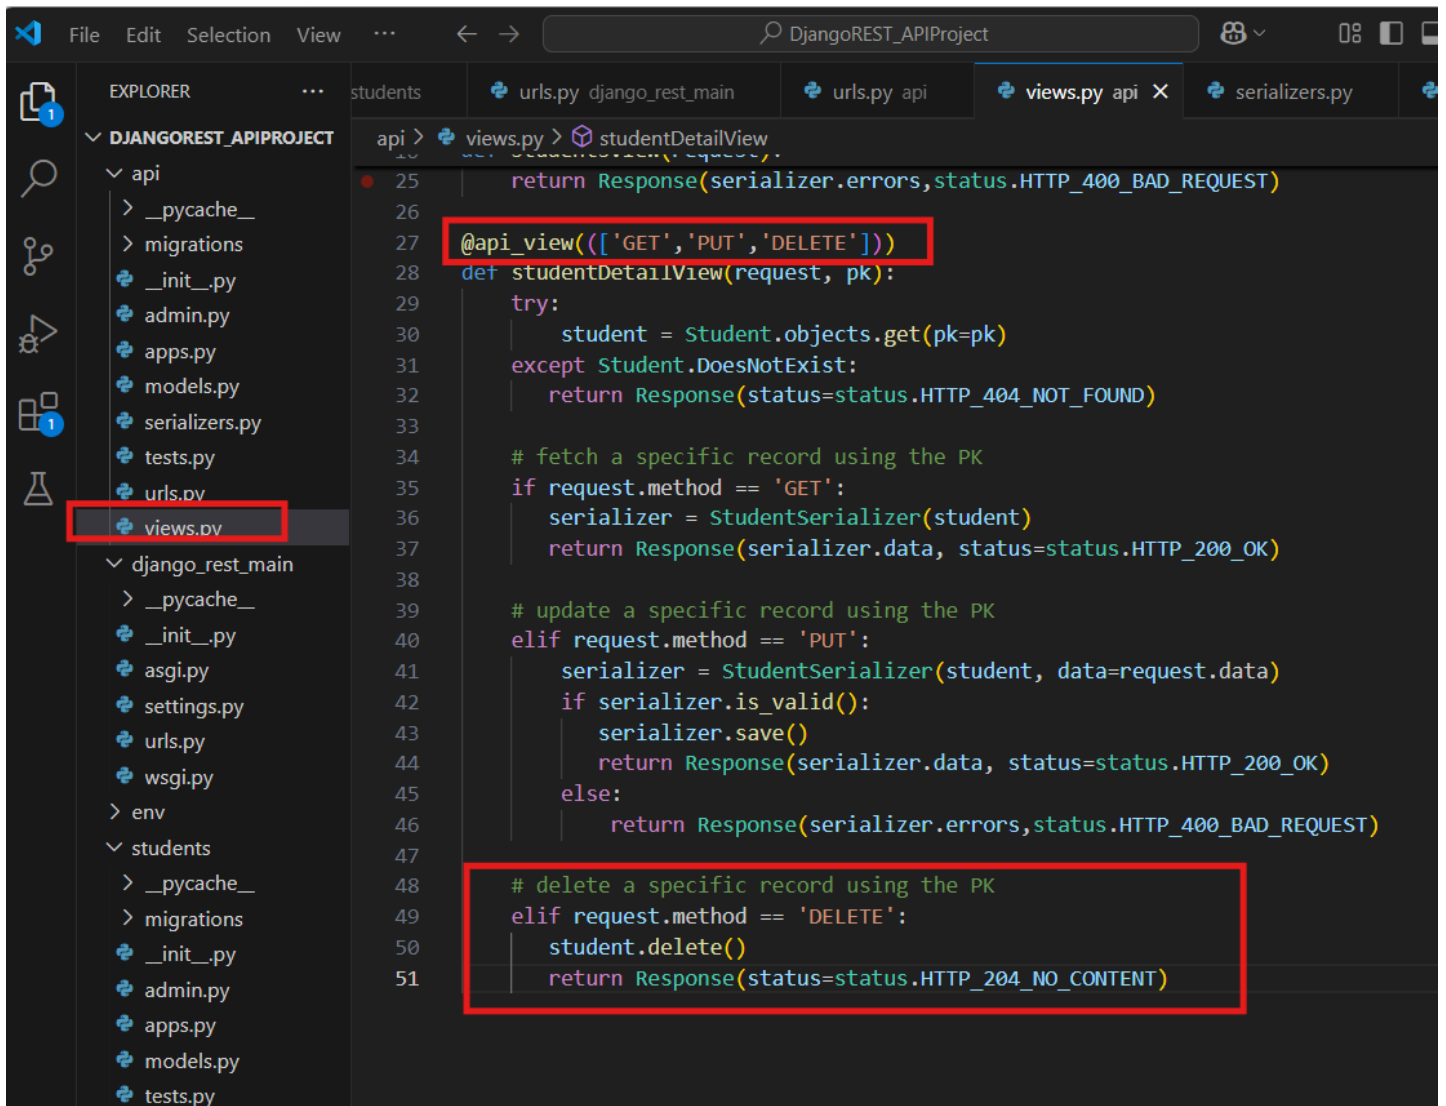 File Edit Selection View ··· DjangoREST_APIProject
EXPLORER ···
students urls.py django_rest_main urls.py api views.py api serializers.py
DJANGOREST_APIPROJECT
api > views.py > studentDetailView
api
__pycache__
migrations
__init__.py
admin.py
apps.py
models.py
serializers.py
tests.py
urls.py
views.py
django_rest_main
__pycache__
__init__.py
asgi.py
settings.py
urls.py
wsgi.py
env
students
__pycache__
migrations
__init__.py
admin.py
apps.py
models.py
tests.py
1
1
25 return Response(serializer.errors,status.HTTP_400_BAD_REQUEST)
26
27 @api_view((['GET','PUT','DELETE']))
28 def studentDetailView(request, pk):
29 try:
30 student = Student.objects.get(pk=pk)
31 except Student.DoesNotExist:
32 return Response(status=status.HTTP_404_NOT_FOUND)
33
34 # fetch a specific record using the PK
35 if request.method == 'GET':
36 serializer = StudentSerializer(student)
37 return Response(serializer.data, status=status.HTTP_200_OK)
38
39 # update a specific record using the PK
40 elif request.method == 'PUT':
41 serializer = StudentSerializer(student, data=request.data)
42 if serializer.is_valid():
43 serializer.save()
44 return Response(serializer.data, status=status.HTTP_200_OK)
45 else:
46 return Response(serializer.errors,status.HTTP_400_BAD_REQUEST)
47
48 # delete a specific record using the PK
49 elif request.method == 'DELETE':
50 student.delete()
51 return Response(status=status.HTTP_204_NO_CONTENT)